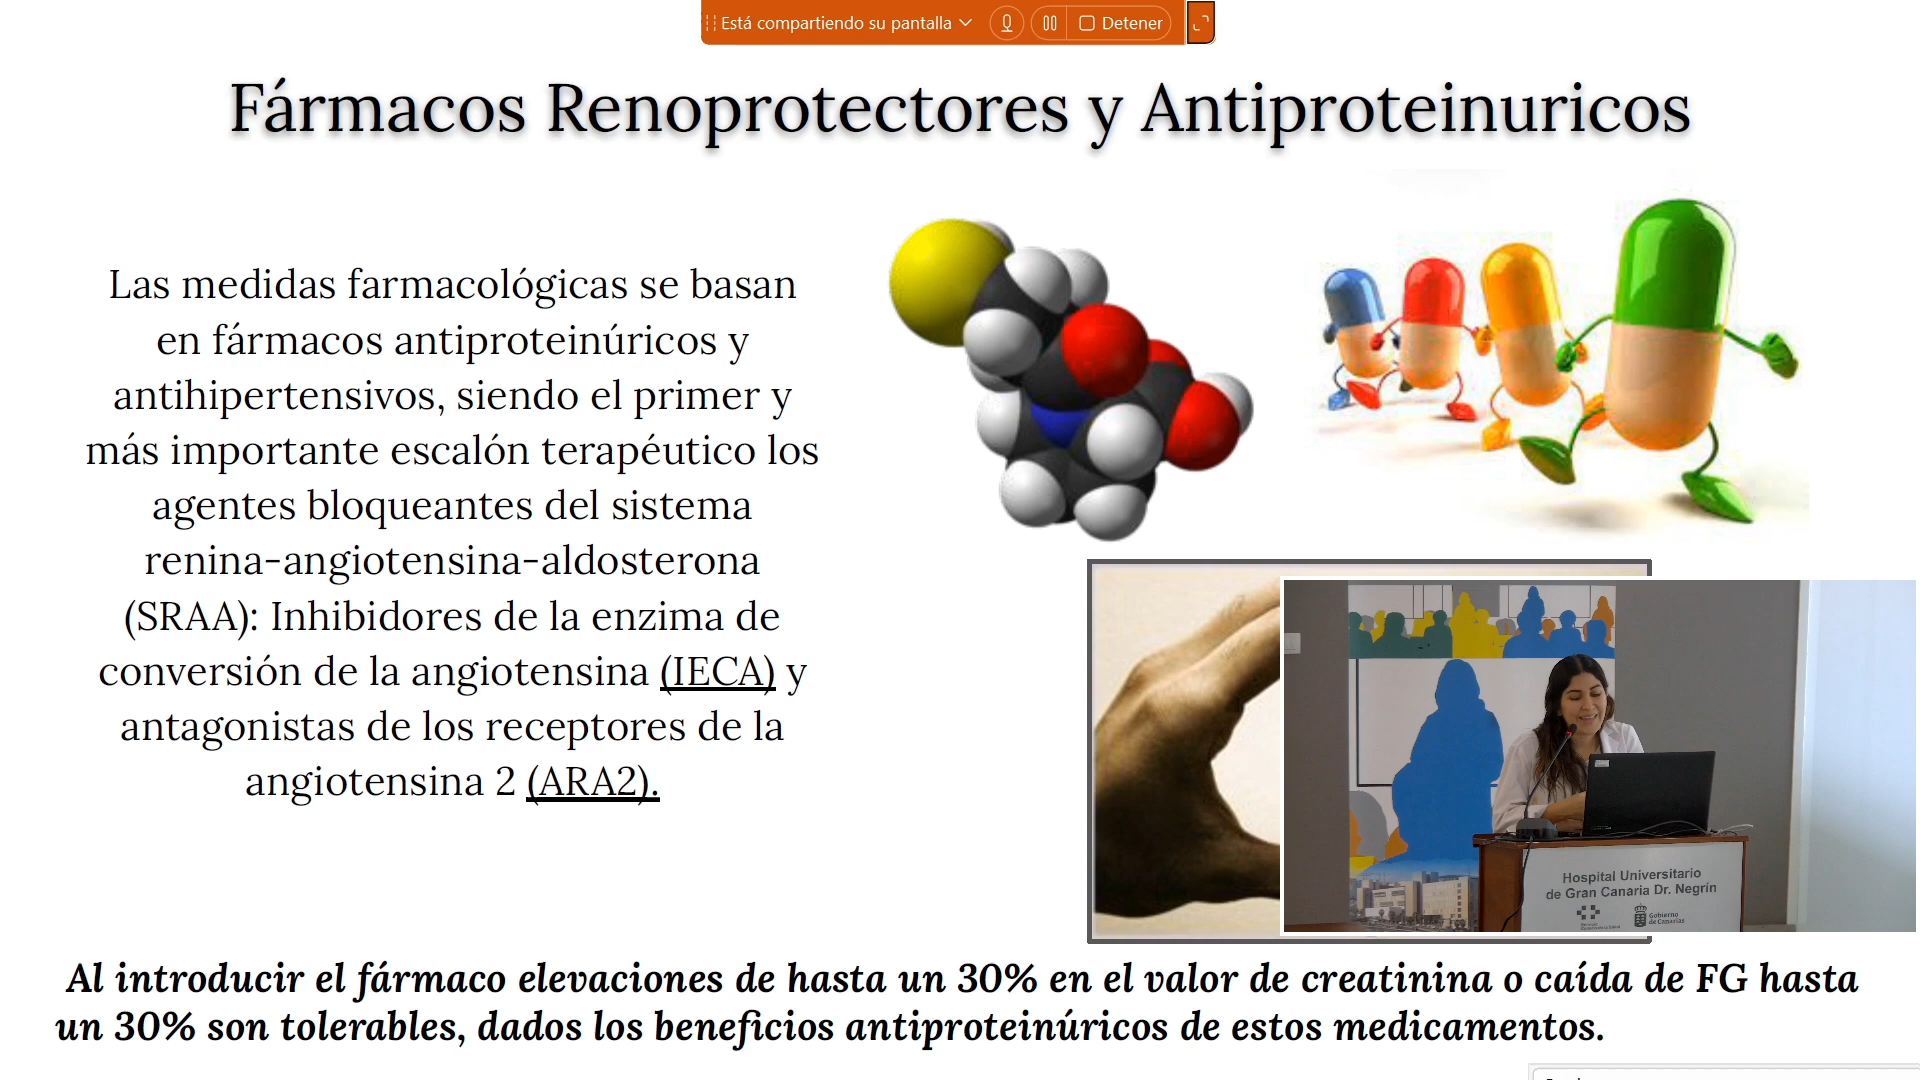 Está compartiendo su pantalla
Detener
Fármacos Renoprotectores y Antiproteinuricos
Las medidas farmacológicas se basan
en fármacos antiproteinúricos y
antihipertensivos, siendo el primer y
más importante escalón terapéutico los
agentes bloqueantes del sistema
renina-angiotensina-aldosterona
(SRAA): Inhibidores de la enzima de
conversión de la angiotensina (IECA) y
antagonistas de los receptores de la
angiotensina 2 (ARA2).
Hospital Universitario
de Gran Canaria Dr. Negrín
Gobierno
de Canarias
Al introducir el fármaco elevaciones de hasta un 30% en el valor de creatinina o caída de FG hasta
un 30% son tolerables, dados los beneficios antiproteinúricos de estos medicamentos.